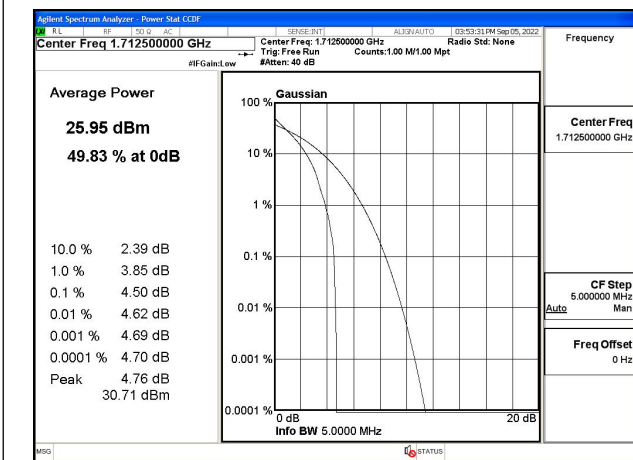 Agilent Spectrum Analyzer - Power Stat CCDF
RL RF 50 Ω AC SENSE:INT ALIGN AUTO 03:53:31 PM Sep 05, 2022
Center Freq 1.712500000 GHz
Center Freq: 1.712500000 GHz Radio Std: None
Trig: Free Run Counts:1.00 M/1.00 Mpt
#IFGain:Low #Atten: 40 dB
Frequency
Average Power
25.95 dBm
49.83 % at 0dB
10.0 % 2.39 dB
1.0 % 3.85 dB
0.1 % 4.50 dB
0.01 % 4.62 dB
0.001 % 4.69 dB
0.0001 % 4.70 dB
Peak 4.76 dB
30.71 dBm
Gaussian
100 %
10 %
1 %
0.1 %
0.01 %
0.001 %
0.0001 %
0 dB 20 dB
Info BW 5.0000 MHz
Center Freq
1.712500000 GHz
CF Step
5.000000 MHz
Auto Man
Freq Offset
0 Hz
MSG STATUS